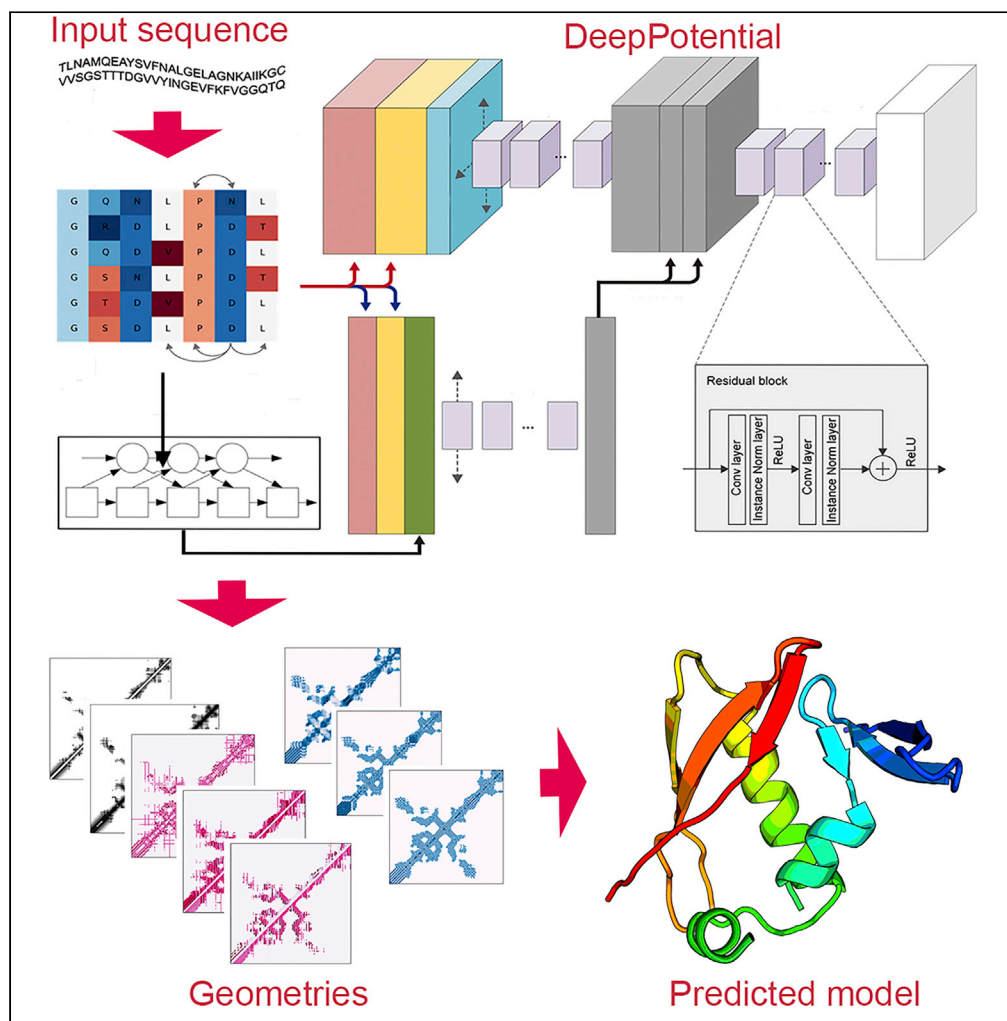 Input sequence
TLNAMQEAYSVFNALGELAGNKAIIKGC
VVSGSTTTDGVVYINGEVFKFVGGQTQ
DeepPotential
G Q N L P N L
G R D L P D T
G Q D V P D L
G S N L P D T
G T D V P D L
G S D L P D L
...
...
...
Residual block
Conv layer
Instance Norm layer
ReLU
Conv layer
Instance Norm layer
+
ReLU
Geometries
Predicted model